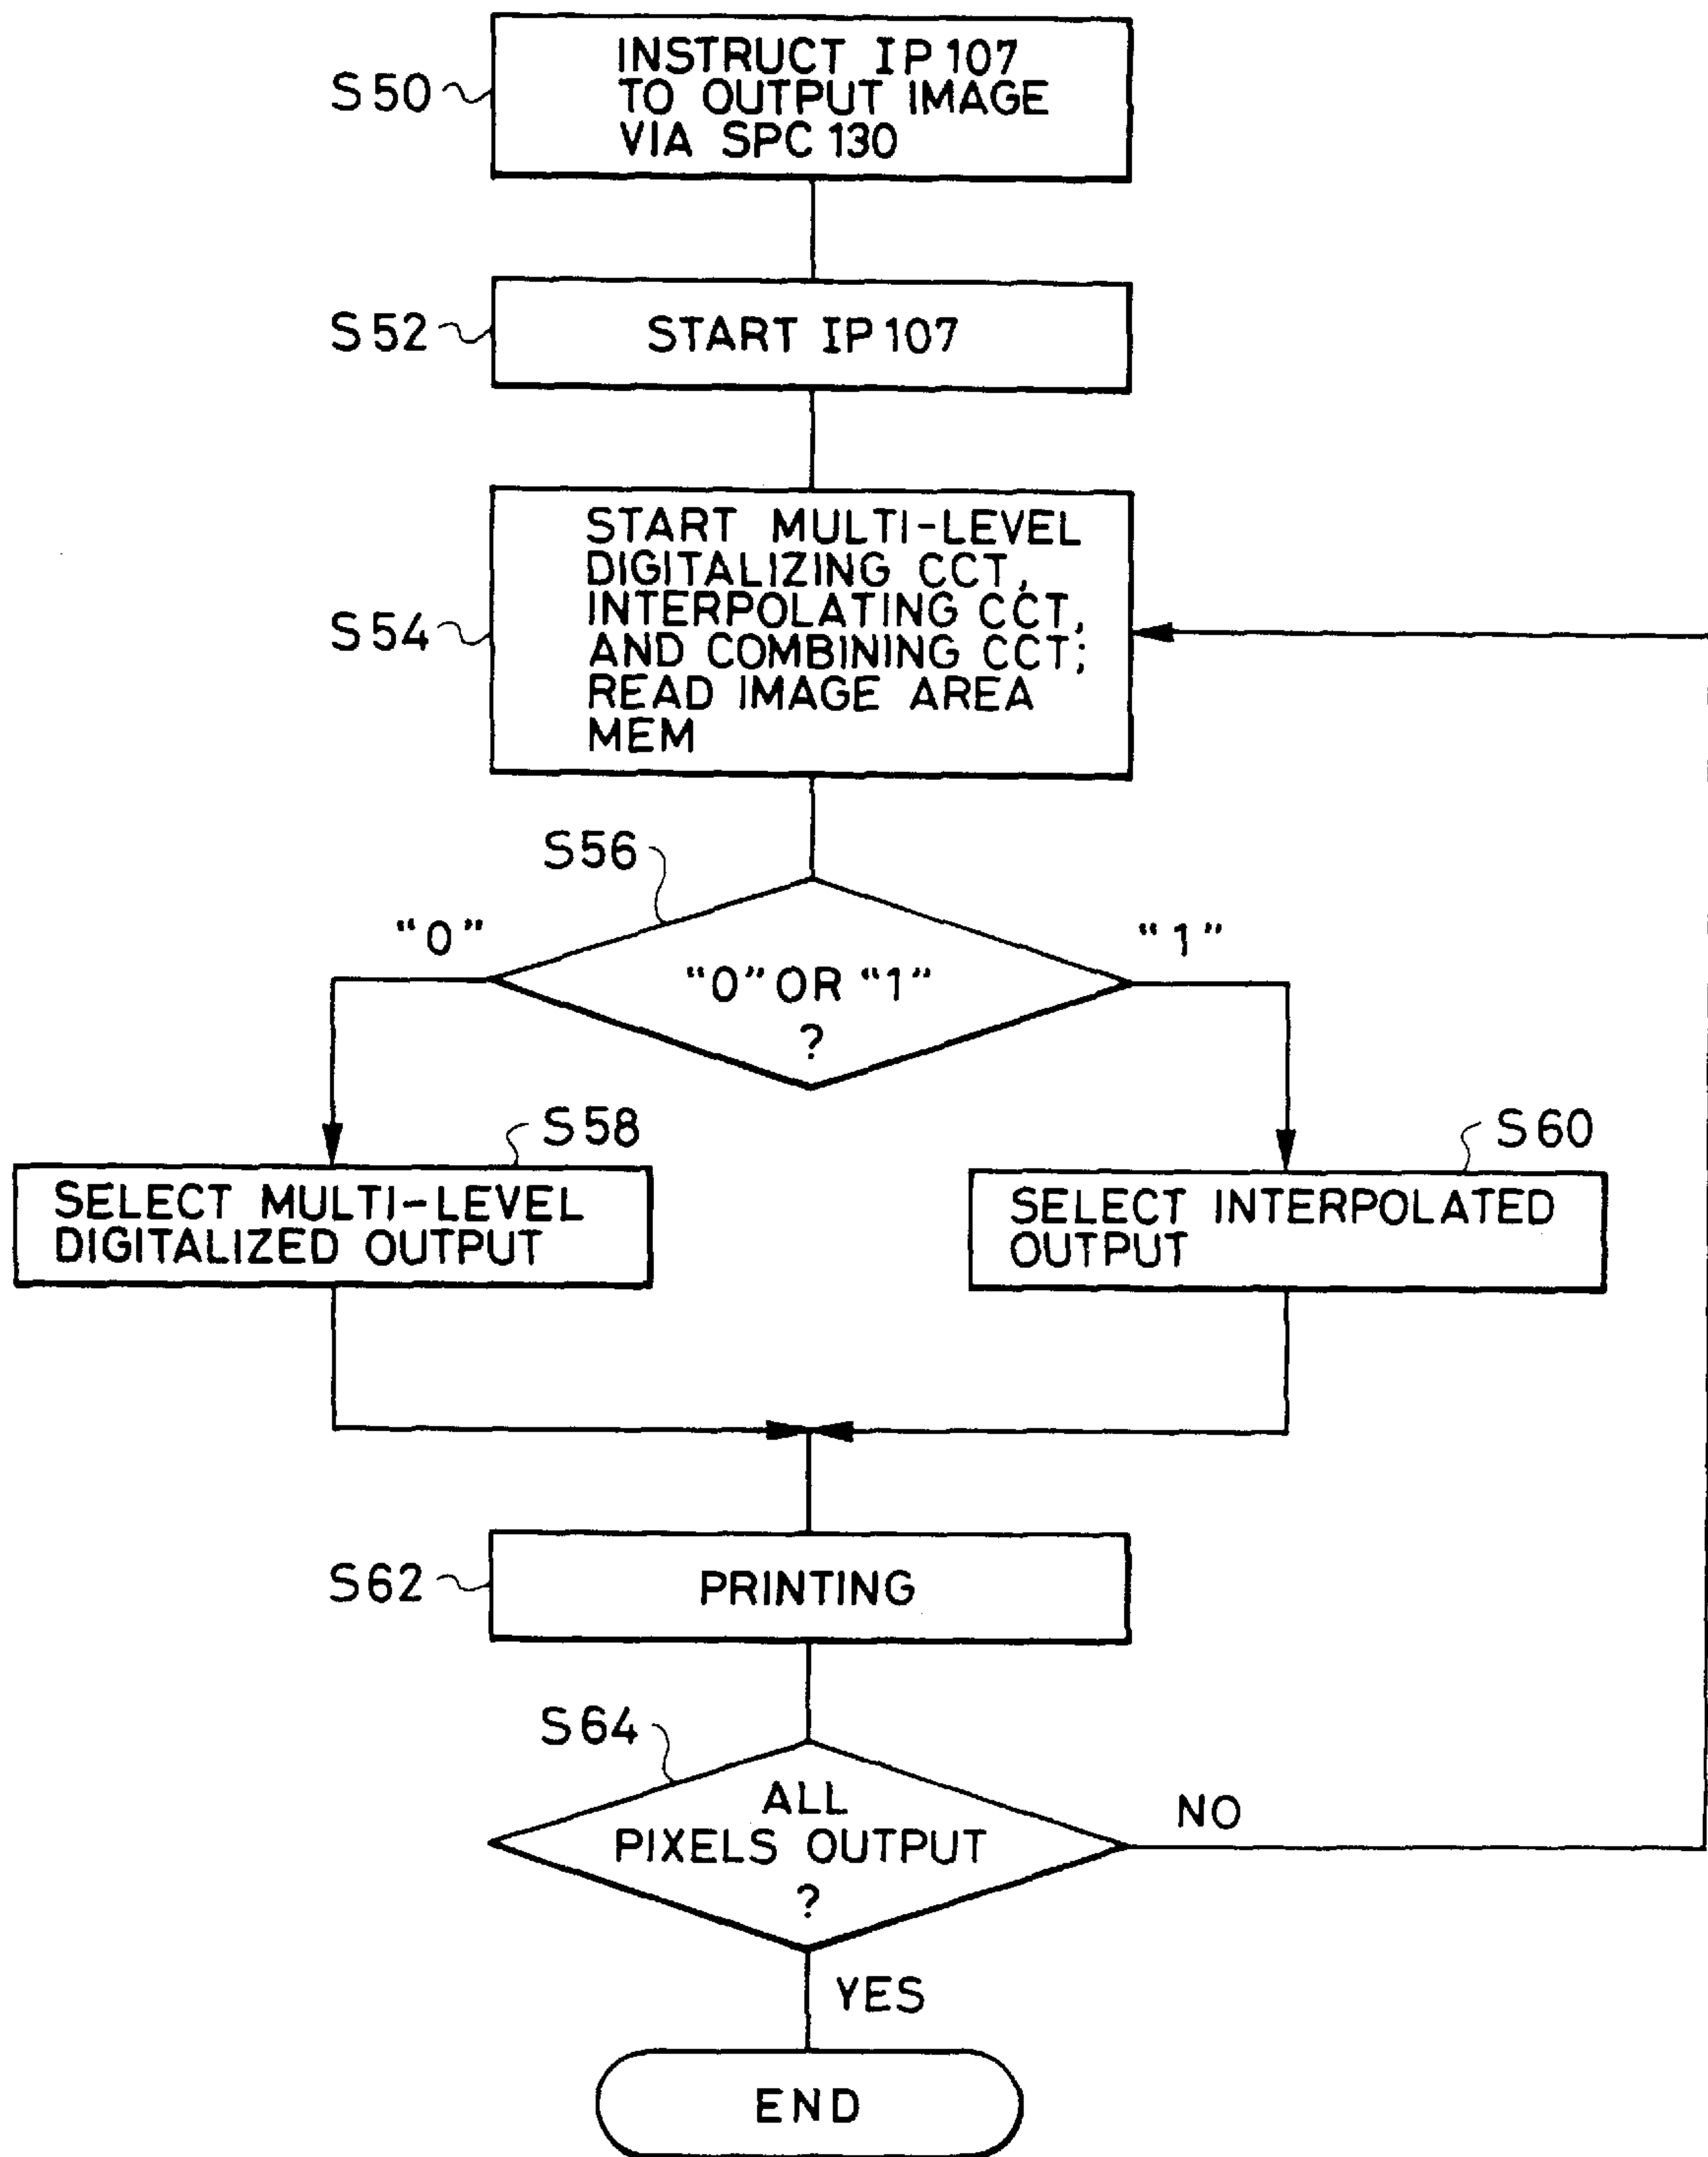 INSTRUCT IP 107
TO OUTPUT IMAGE
VIA SPC 130
S50
S52
START IP 107
START MULTI-LEVEL
DIGITALIZING CCT,
INTERPOLATING CCT,
AND COMBINING CCT;
READ IMAGE AREA
MEM
S54
S56
“0”
“1”
“0” OR “1”
?
S58
S60
SELECT MULTI-LEVEL
DIGITALIZED OUTPUT
SELECT INTERPOLATED
OUTPUT
S62
PRINTING
S64
ALL
PIXELS OUTPUT
?
NO
YES
END